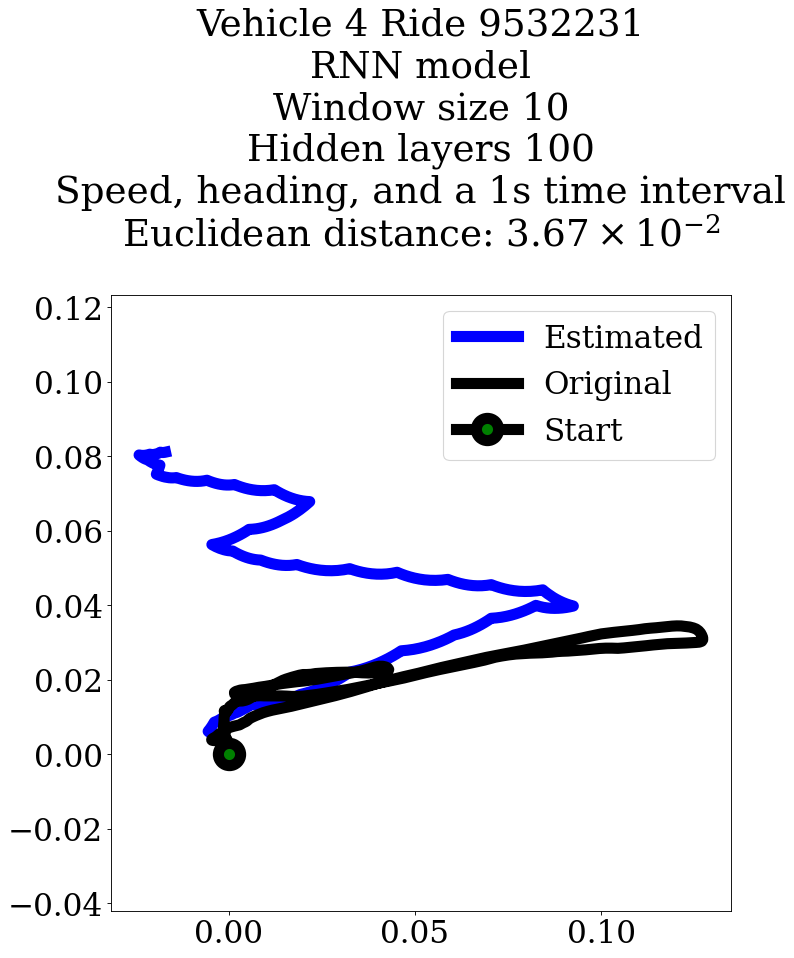 Vehicle 4 Ride 9532231
RNN model
Window size 10
Hidden layers 100
Speed, heading, and a 1s time interval
Euclidean distance: 3.67 × 10⁻²
0.12
0.10
0.08
0.06
0.04
0.02
0.00
−0.02
−0.04
Estimated
Original
Start
0.00 0.05 0.10